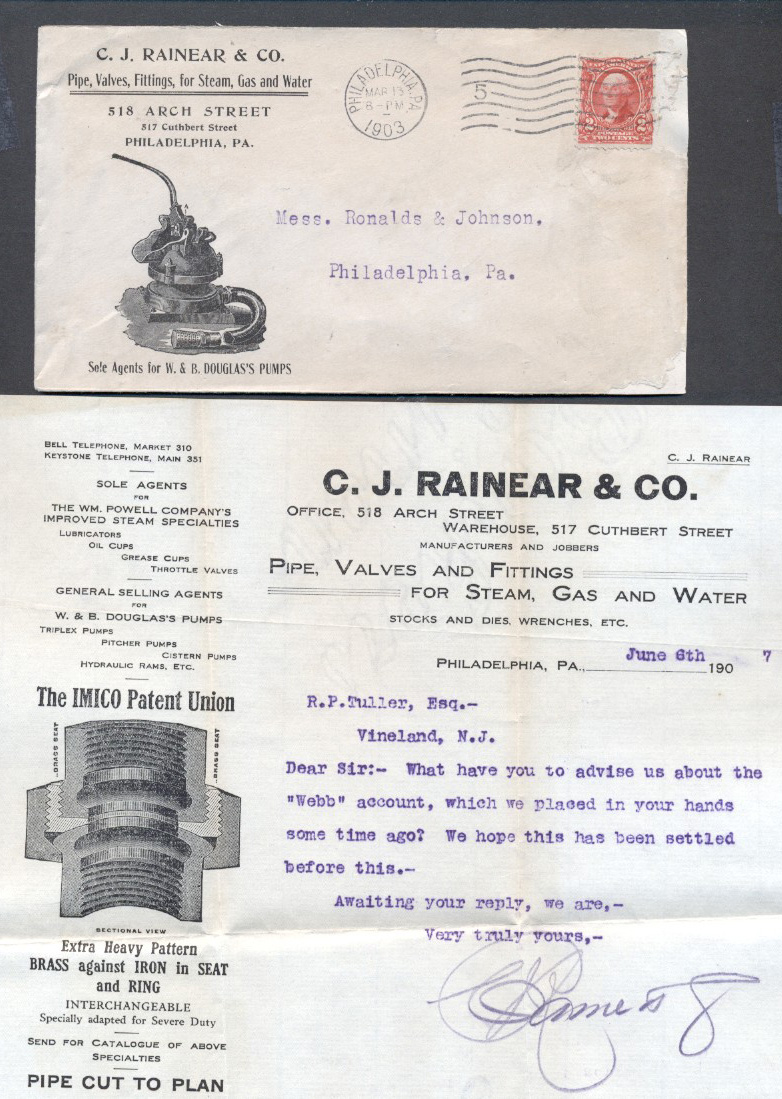 C. J. RAINEAR & CO.
Pipe, Valves, Fittings, for Steam, Gas and Water
518 ARCH STREET
517 Cuthbert Street
PHILADELPHIA, PA.
PHILADELPHIA, PA.
MAR 13
8-PM
1903
5
2 2
POSTAGE
TWO CENTS
Mess. Ronalds & Johnson.
Philadelphia, Pa.
Sole Agents for W. & B. DOUGLAS'S PUMPS
BELL TELEPHONE, MARKET 310
KEYSTONE TELEPHONE, MAIN 351
SOLE AGENTS
FOR
THE WM. POWELL COMPANY'S
IMPROVED STEAM SPECIALTIES
LUBRICATORS
OIL CUPS
GREASE CUPS
THROTTLE VALVES
GENERAL SELLING AGENTS
FOR
W. & B. DOUGLAS'S PUMPS
TRIPLEX PUMPS
PITCHER PUMPS
CISTERN PUMPS
HYDRAULIC RAMS, ETC.
The IMICO Patent Union
BRASS SEAT
BRASS SEAT
SECTIONAL VIEW
Extra Heavy Pattern
BRASS against IRON in SEAT
and RING
INTERCHANGEABLE
Specially adapted for Severe Duty
SEND FOR CATALOGUE OF ABOVE
SPECIALTIES
PIPE CUT TO PLAN
C. J. RAINEAR
C. J. RAINEAR & CO.
OFFICE, 518 ARCH STREET
WAREHOUSE, 517 CUTHBERT STREET
MANUFACTURERS AND JOBBERS
PIPE, VALVES AND FITTINGS
FOR STEAM, GAS AND WATER
STOCKS AND DIES, WRENCHES, ETC.
PHILADELPHIA, PA., June 6th 190 7
R.P.Tuller, Esq.-
Vineland, N.J.
Dear Sir:- What have you to advise us about the
"Webb" account, which we placed in your hands
some time ago? We hope this has been settled
before this.-
Awaiting your reply, we are,-
Very truly yours,-